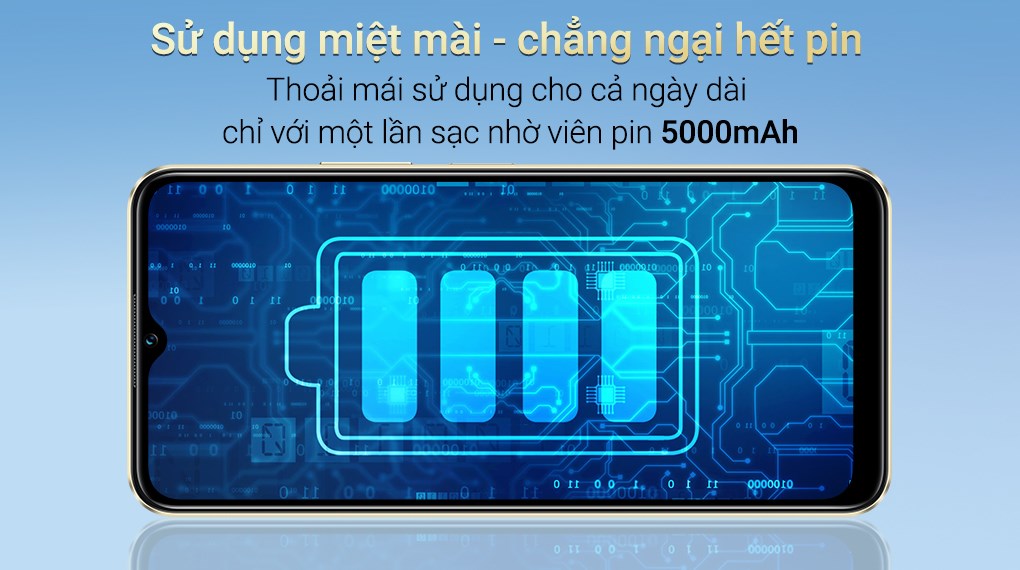 Sử dụng miệt mài - chẳng ngại hết pin
Thoải mái sử dụng cho cả ngày dài
chỉ với một lần sạc nhờ viên pin 5000mAh